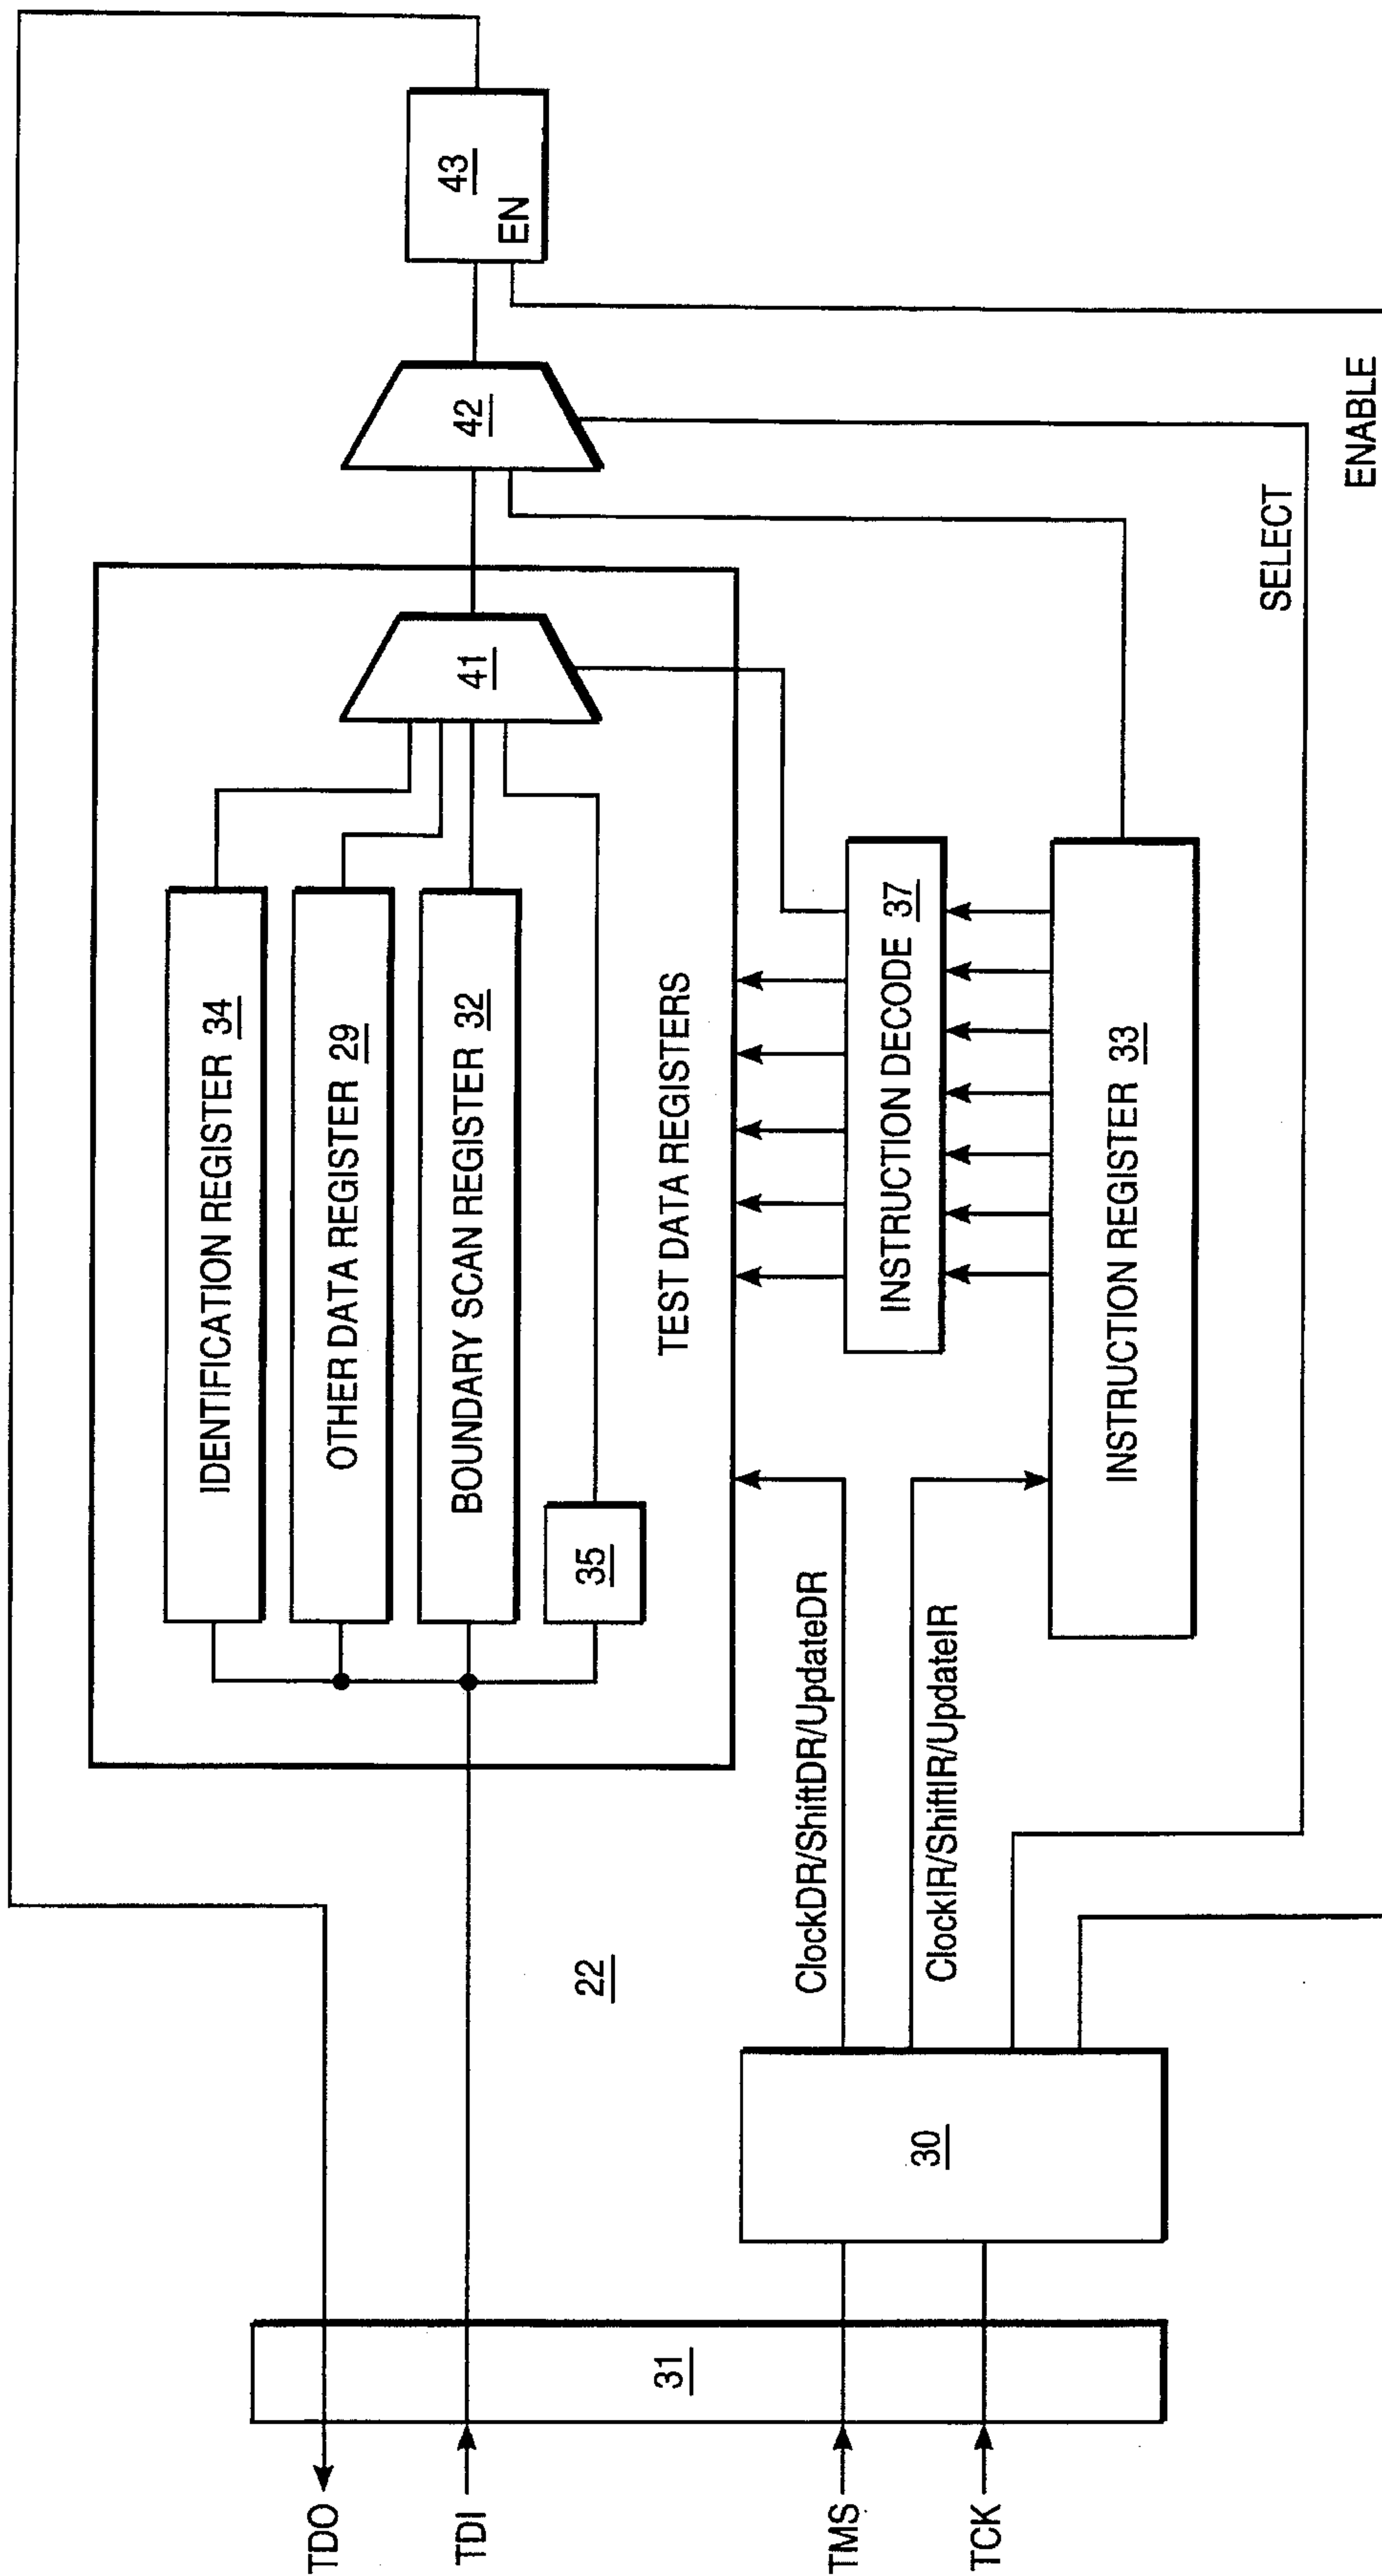 TDO
TDI
TMS
TCK
31
30
22
ClockDR/ShiftDR/UpdateDR
ClockIR/ShiftIR/UpdateIR
IDENTIFICATION REGISTER 34
OTHER DATA REGISTER 29
BOUNDARY SCAN REGISTER 32
35
TEST DATA REGISTERS
INSTRUCTION DECODE 37
INSTRUCTION REGISTER 33
41
42
43
EN
SELECT
ENABLE